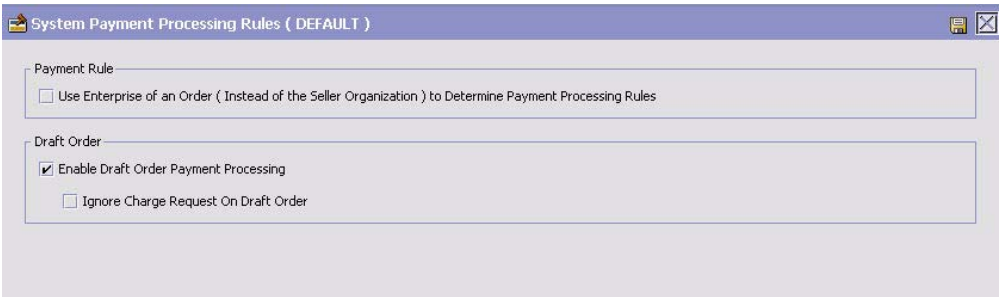 System Payment Processing Rules ( DEFAULT )
Payment Rule
Use Enterprise of an Order ( Instead of the Seller Organization ) to Determine Payment Processing Rules
Draft Order
Enable Draft Order Payment Processing
Ignore Charge Request On Draft Order